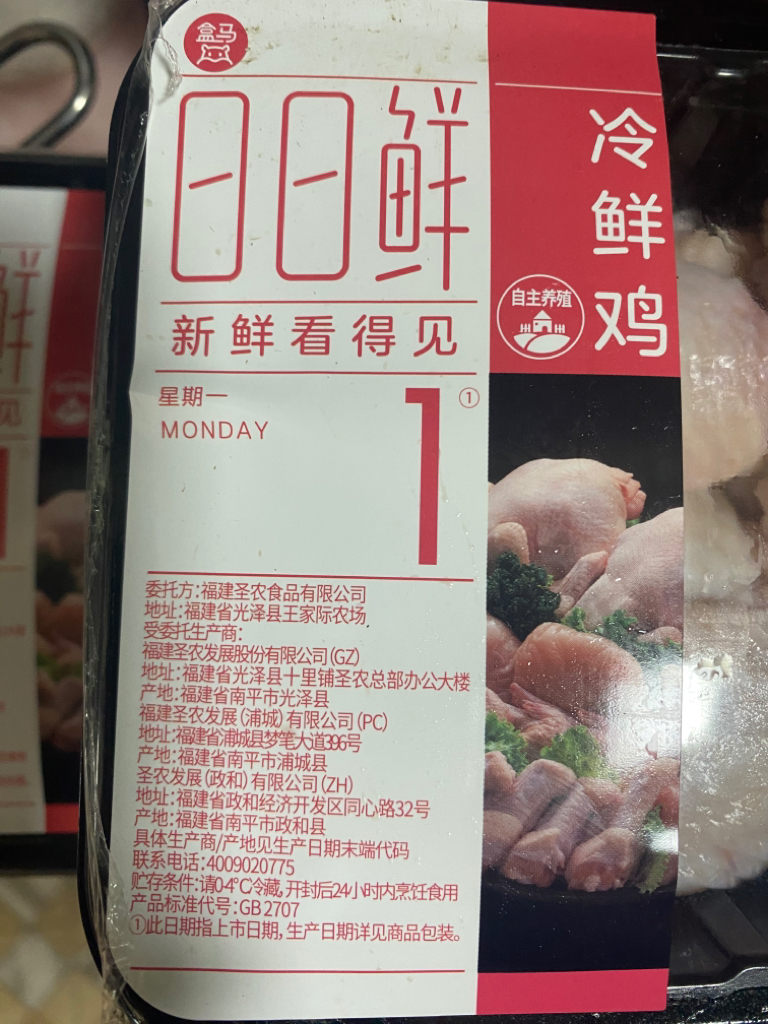 盒马
日日鲜
新鲜看得见
星期一
MONDAY
1
①
冷鲜鸡
自主养殖
委托方:福建圣农食品有限公司
地址:福建省光泽县王家际农场
受委托生产商:
福建圣农发展股份有限公司(GZ)
地址:福建省光泽县十里铺圣农总部办公大楼
产地:福建省南平市光泽县
福建圣农发展(浦城)有限公司(PC)
地址:福建省浦城县梦笔大道396号
产地:福建省南平市浦城县
圣农发展(政和)有限公司(ZH)
地址:福建省政和经济开发区同心路32号
产地:福建省南平市政和县
具体生产商/产地见生产日期末端代码
联系电话:4009020775
贮存条件:请0-4℃冷藏,开封后24小时内烹饪食用
产品标准代号:GB 2707
①此日期指上市日期,生产日期详见商品包装。
鲜
见